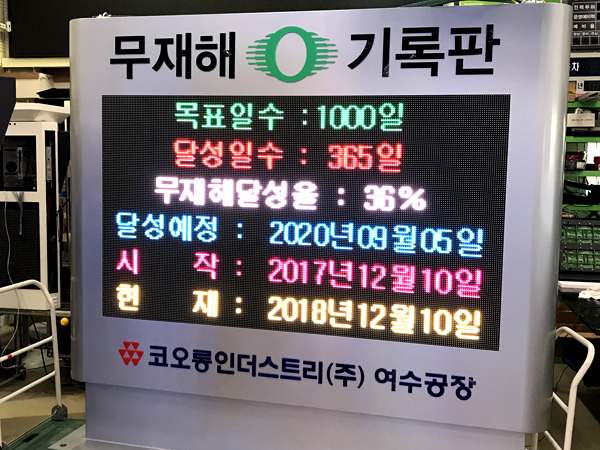 무재해 기록판
목표일수 : 1000일
달성일수 : 365일
무재해달성율 : 36%
달성예정 : 2020년09월05일
시 작 : 2017년12월10일
현 재 : 2018년12월10일
코오롱인더스트리(주) 여수공장